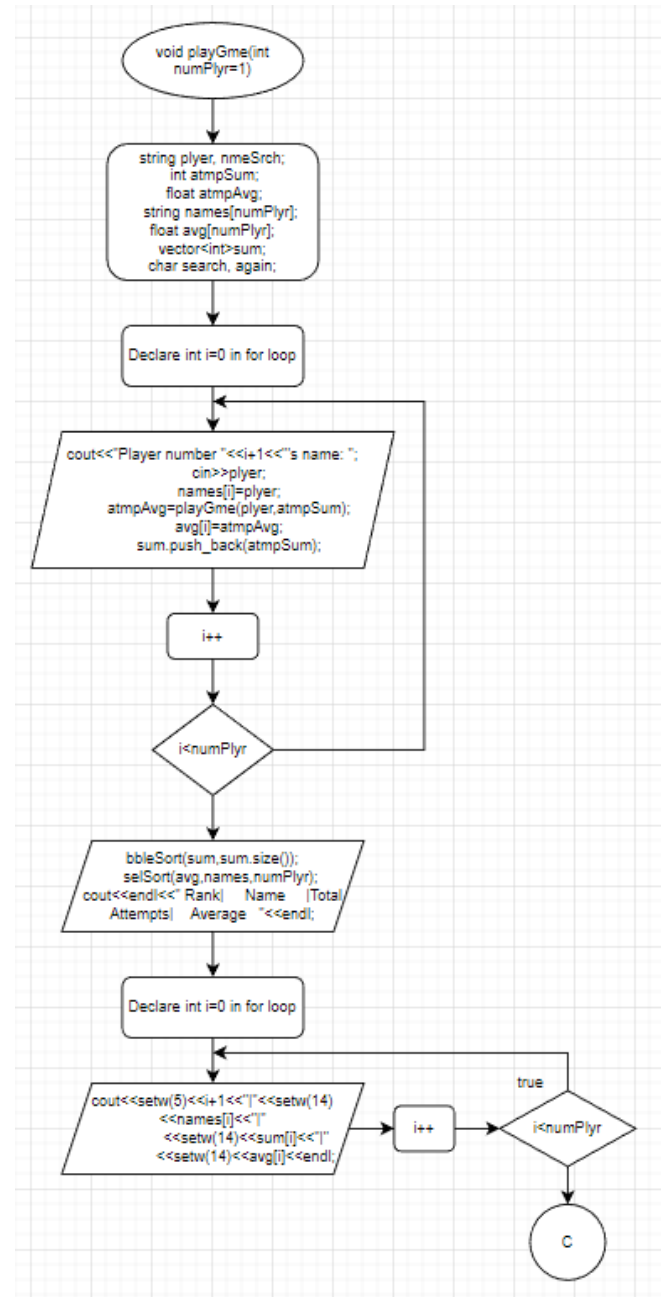 void playGme(int
numPlyr=1)
string plyer, nmeSrch;
int atmpSum;
float atmpAvg;
string names[numPlyr];
float avg[numPlyr];
vector<int>sum;
char search, again;
Declare int i=0 in for loop
cout<<"Player number "<<i+1<<"'s name: ";
cin>>plyer;
names[i]=plyer;
atmpAvg=playGme(plyer,atmpSum);
avg[i]=atmpAvg;
sum.push_back(atmpSum);
i++
i<numPlyr
bbleSort(sum,sum.size());
selSort(avg,names,numPlyr);
cout<<endl<<" Rank|     Name     |Total
Attempts|     Average   "<<endl;
Declare int i=0 in for loop
cout<<setw(5)<<i+1<<"|"<<setw(14)
<<names[i]<<"|"
<<setw(14)<<sum[i]<<"|"
<<setw(14)<<avg[i]<<endl;
i++
true
i<numPlyr
C